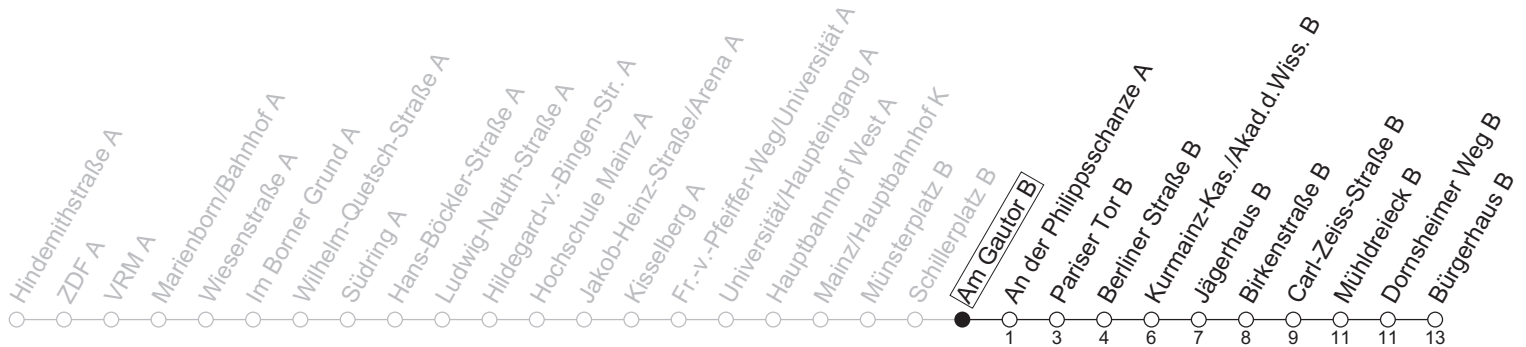 Hindemithstraße A
ZDF A
VRM A
Marienborn/Bahnhof A
Wiesenstraße A
Im Borner Grund A
Wilhelm-Quetsch-Straße A
Südring A
Hans-Böckler-Straße A
Ludwig-Nauth-Straße A
Hildegard-v.-Bingen-Str. A
Hochschule Mainz A
Jakob-Heinz-Straße/Arena A
Kisselberg A
Fr.-v.-Pfeiffer-Weg/Universität A
Universität/Haupteingang A
Hauptbahnhof West A
Mainz/Hauptbahnhof K
Münsterplatz B
Schillerplatz B
Am Gautor B
An der Philippsschanze A
Pariser Tor B
Berliner Straße B
Kurmainz-Kas./Akad.d.Wiss. B
Jägerhaus B
Birkenstraße B
Carl-Zeiss-Straße B
Mühldreieck B
Dornsheimer Weg B
Bürgerhaus B
1 3 4 6 7 8 9 11 11 13